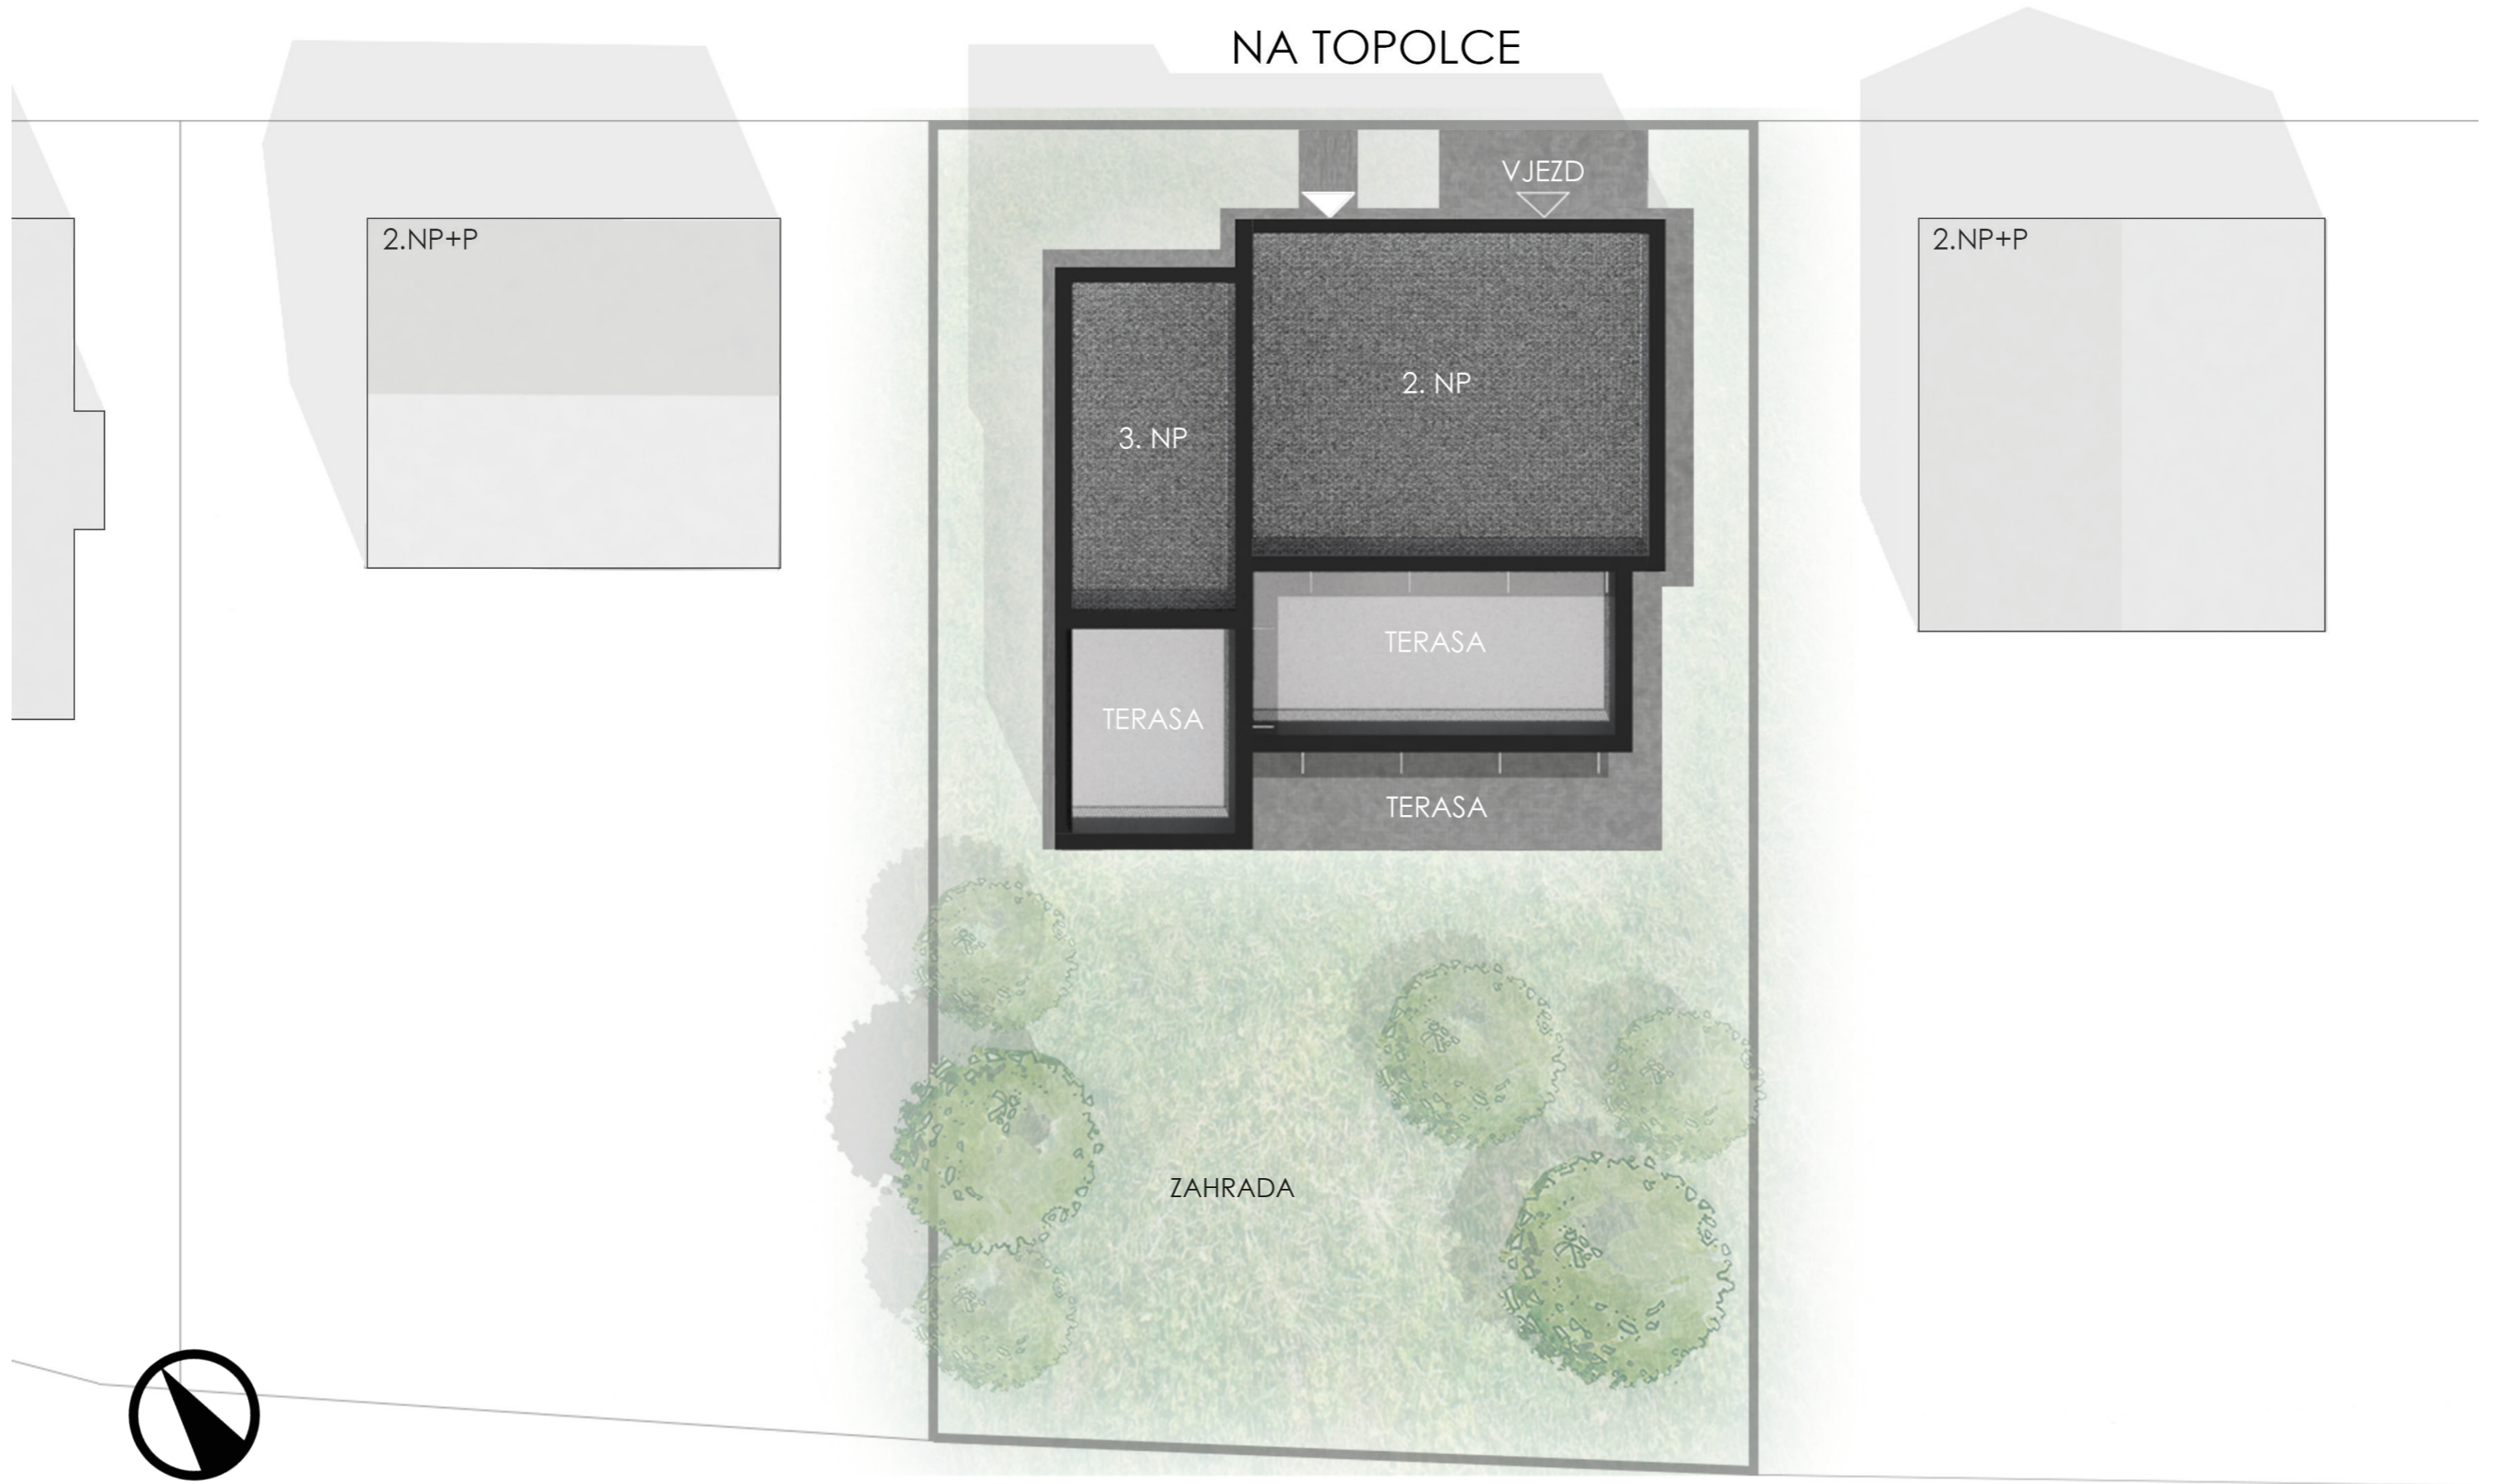 NA TOPOLCE
VJEZD
2.NP+P
2.NP+P
2. NP
3. NP
TERASA
TERASA
TERASA
ZAHRADA